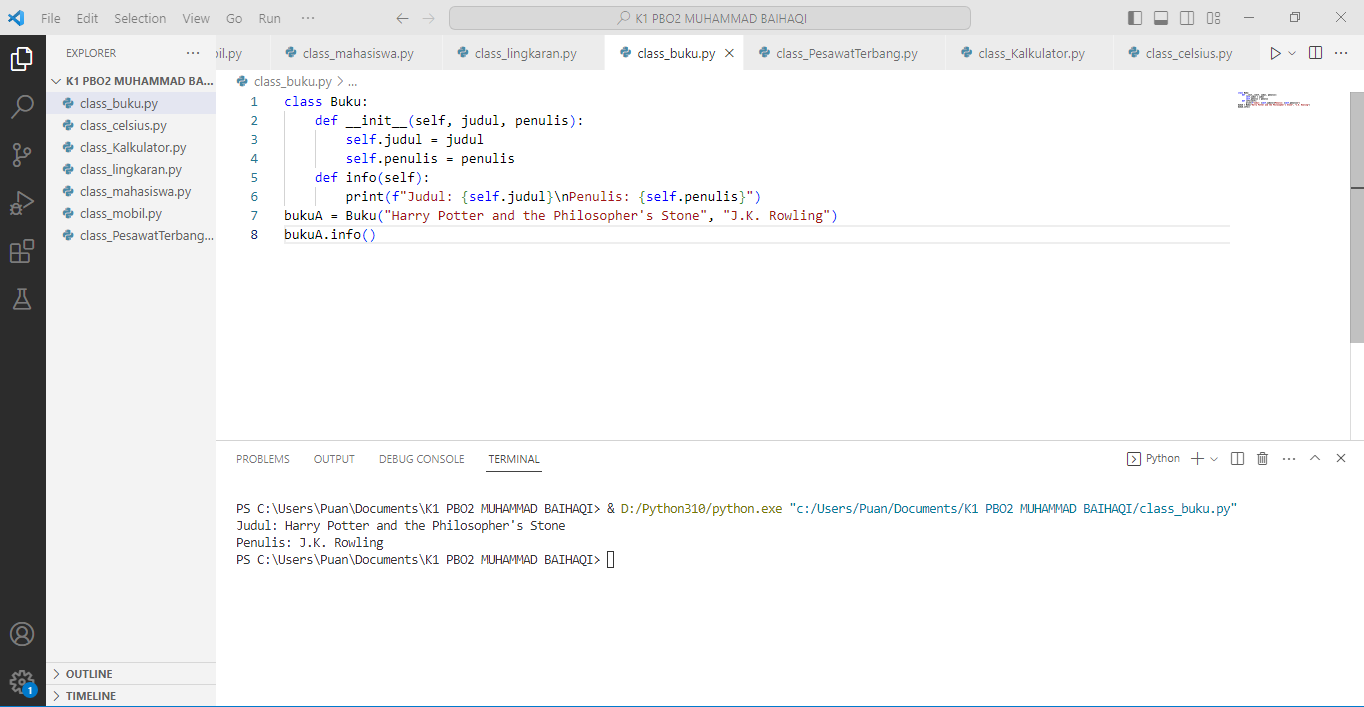 File Edit Selection View Go Run ··· ← → K1 PBO2 MUHAMMAD BAIHAQI
EXPLORER ···
K1 PBO2 MUHAMMAD BA...
class_buku.py
class_celsius.py
class_Kalkulator.py
class_lingkaran.py
class_mahasiswa.py
class_mobil.py
class_PesawatTerbang...
OUTLINE
TIMELINE
1
bil.py class_mahasiswa.py class_lingkaran.py class_buku.py class_PesawatTerbang.py class_Kalkulator.py class_celsius.py ···
class_buku.py > ...
1 class Buku:
2     def __init__(self, judul, penulis):
3         self.judul = judul
4         self.penulis = penulis
5     def info(self):
6         print(f"Judul: {self.judul}\nPenulis: {self.penulis}")
7 bukuA = Buku("Harry Potter and the Philosopher's Stone", "J.K. Rowling")
8 bukuA.info()
PROBLEMS OUTPUT DEBUG CONSOLE TERMINAL Python ···
PS C:\Users\Puan\Documents\K1 PBO2 MUHAMMAD BAIHAQI> & D:/Python310/python.exe "c:/Users/Puan/Documents/K1 PBO2 MUHAMMAD BAIHAQI/class_buku.py"
Judul: Harry Potter and the Philosopher's Stone
Penulis: J.K. Rowling
PS C:\Users\Puan\Documents\K1 PBO2 MUHAMMAD BAIHAQI>